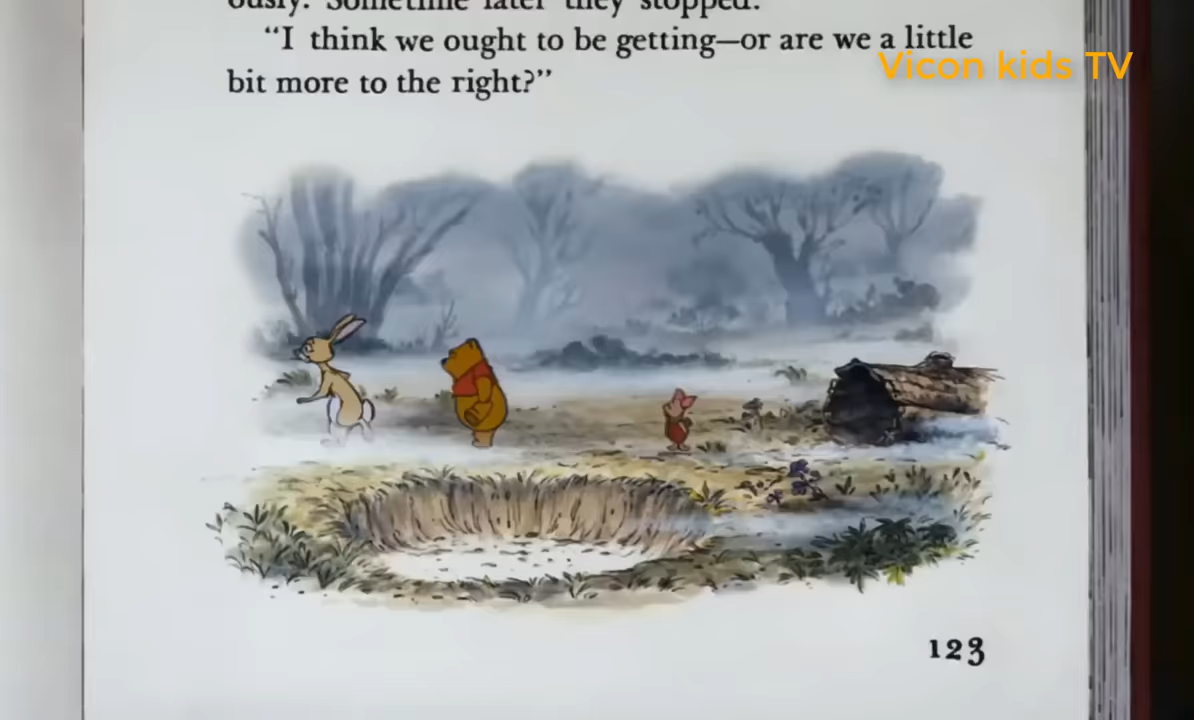 ously. Sometime later they stopped.
“I think we ought to be getting—or are we a little
bit more to the right?”
Vicon kids TV
123